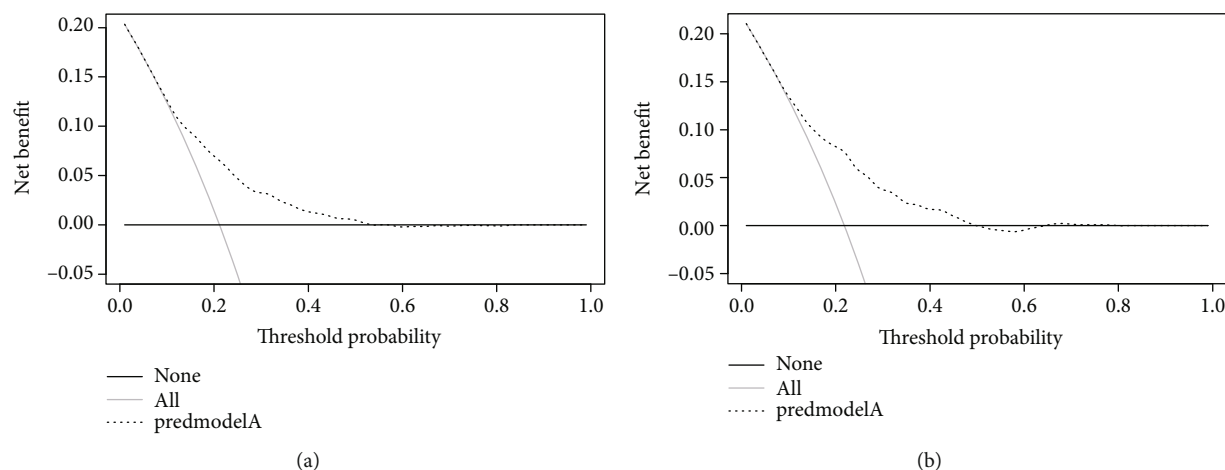 0.20
0.15
0.10
0.05
0.00
−0.05
Net benefit
0.0 0.2 0.4 0.6 0.8 1.0
Threshold probability
None
All
predmodelA
(a)
0.20
0.15
0.10
0.05
0.00
−0.05
Net benefit
0.0 0.2 0.4 0.6 0.8 1.0
Threshold probability
None
All
predmodelA
(b)